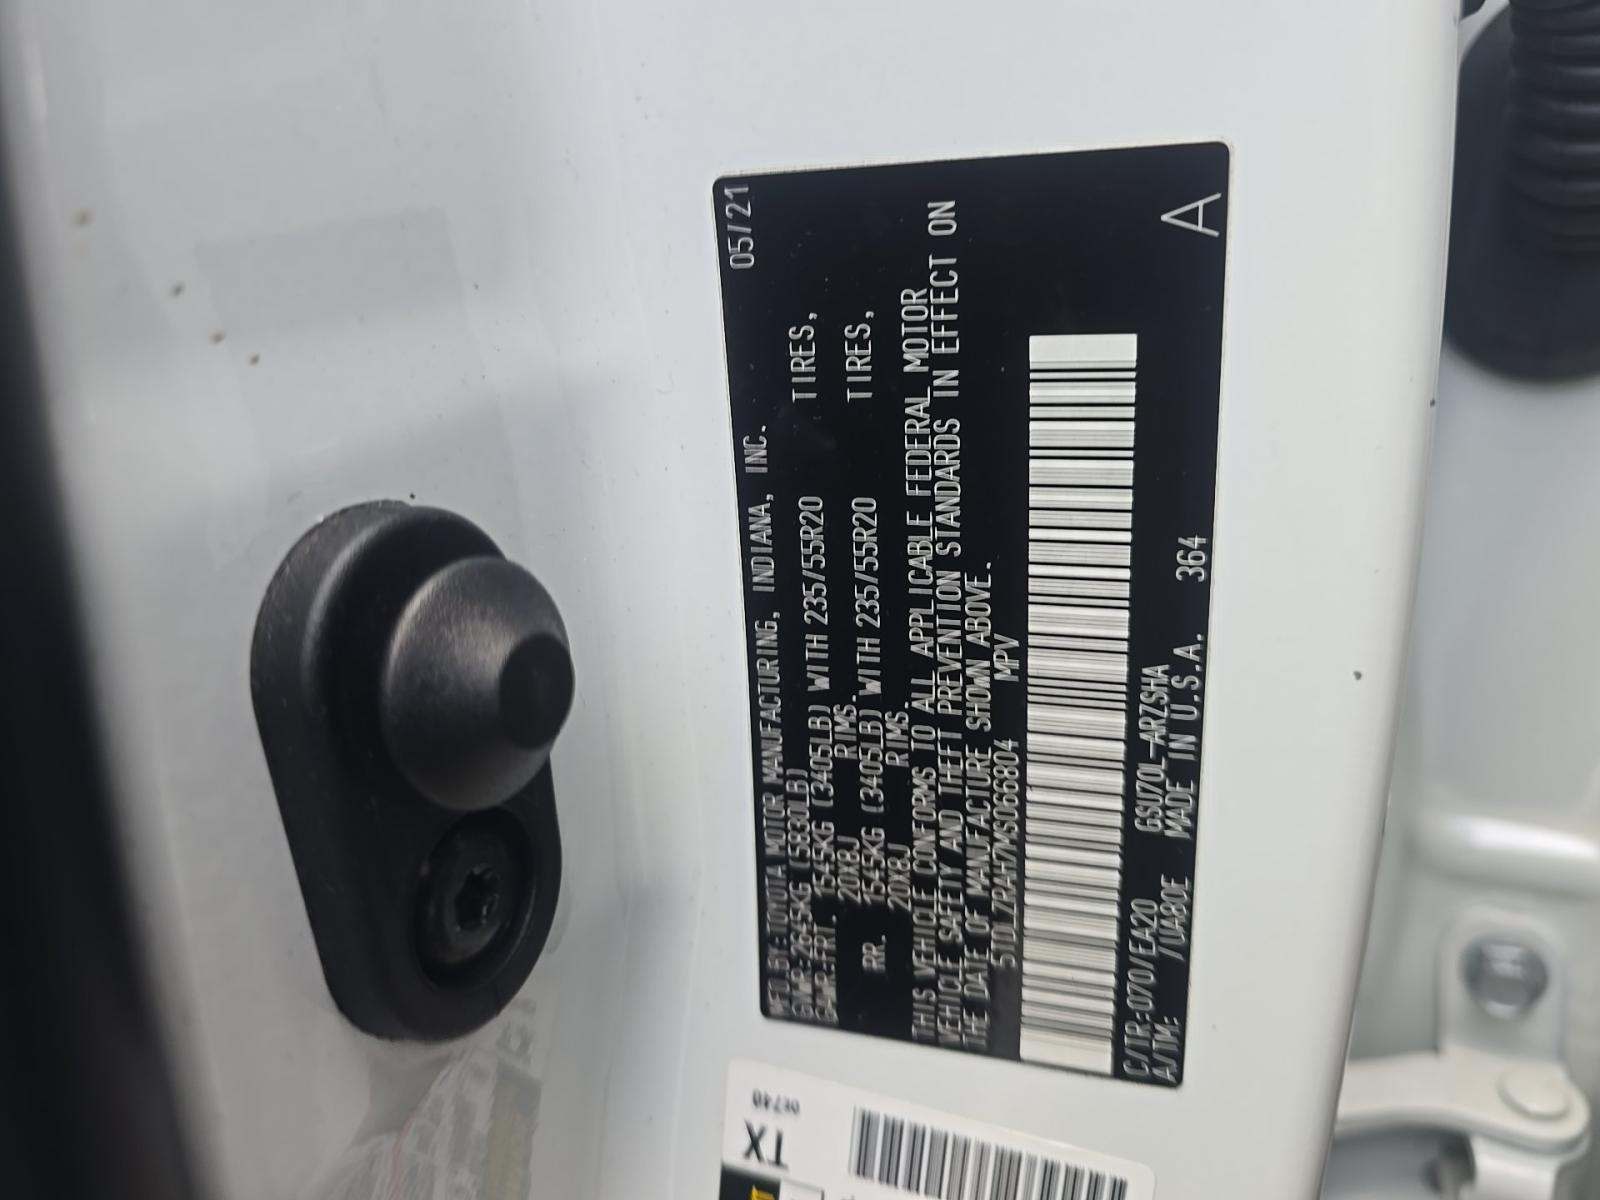 MFD.BY:TOYOTA MOTOR MANUFACTURING, INDIANA, INC. 05/21
GVWR:2645KG (5830LB)
GAWR:FRT. 1545KG (3405LB) WITH 235/55R20 TIRES,
20X8J RIMS.
RR. 1545KG (3405LB) WITH 235/55R20 TIRES,
20X8J RIMS.
THIS VEHICLE CONFORMS TO ALL APPLICABLE FEDERAL MOTOR
VEHICLE SAFETY AND THEFT PREVENTION STANDARDS IN EFFECT ON
THE DATE OF MANUFACTURE SHOWN ABOVE.
5TDLZRAH7MS066804 MPV
C/TR:070/EA20 GSU70L-ARZSHA
A/TM: /UA80E MADE IN U.S.A. 364 A
TX